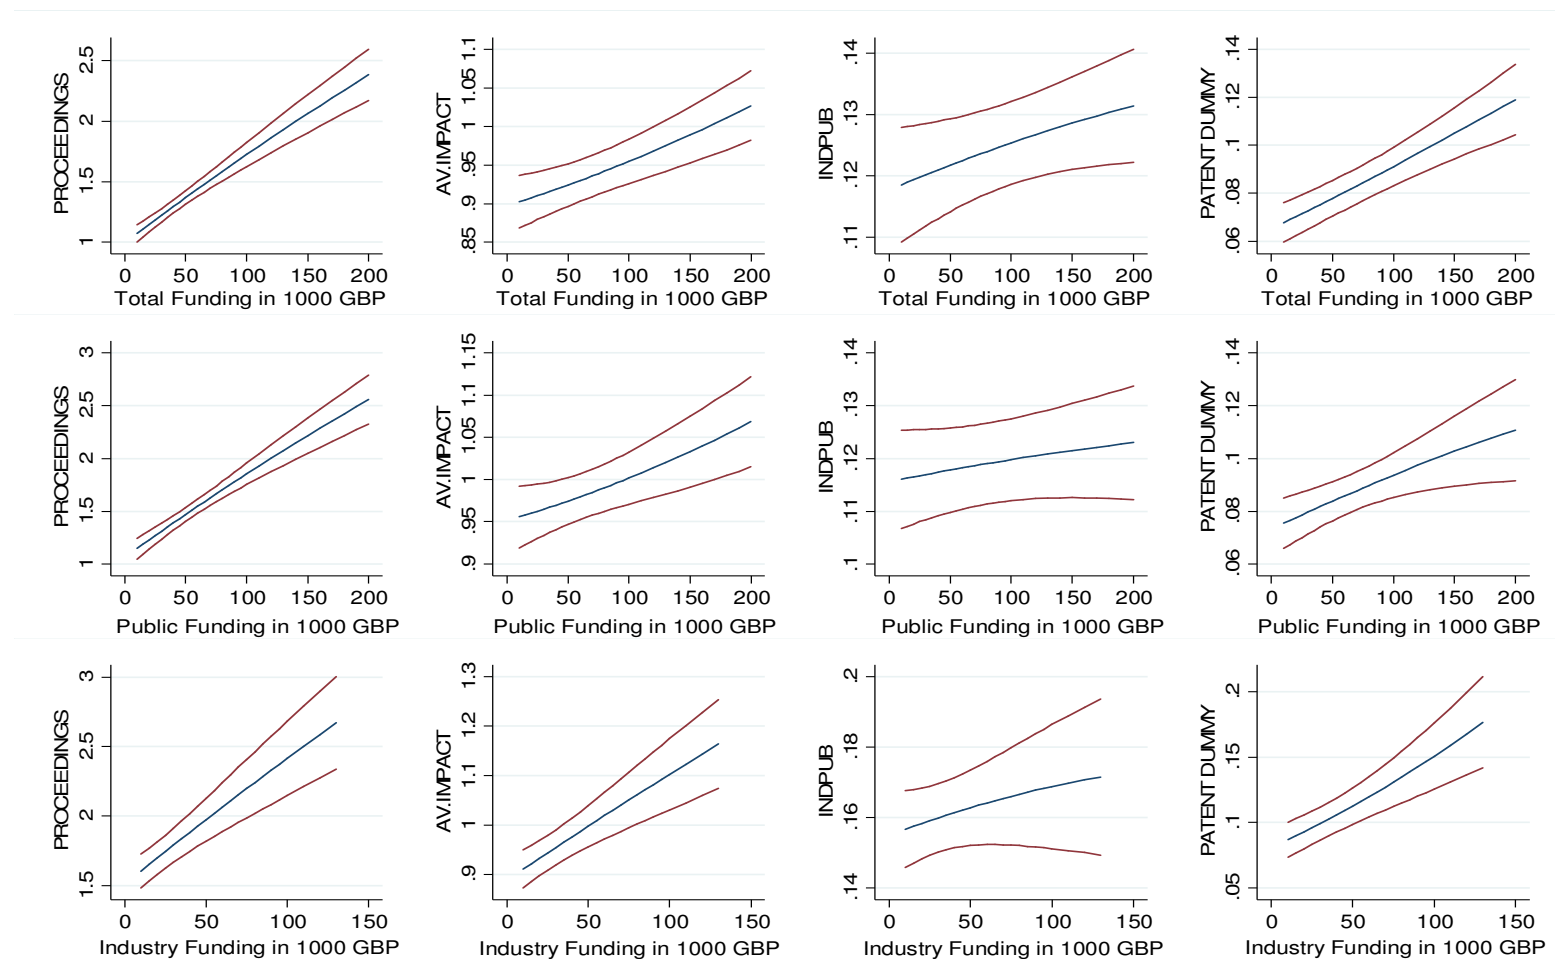 PROCEEDINGS
1 1.5 2 2.5
0 50 100 150 200
Total Funding in 1000 GBP
AV.IMPACT
.85 .9 .95 1 1.05 1.1
0 50 100 150 200
Total Funding in 1000 GBP
INDPUB
.11 .12 .13 .14
0 50 100 150 200
Total Funding in 1000 GBP
PATENT DUMMY
.06 .08 .1 .12 .14
0 50 100 150 200
Total Funding in 1000 GBP
PROCEEDINGS
1 1.5 2 2.5 3
0 50 100 150 200
Public Funding in 1000 GBP
AV.IMPACT
.9 .95 1 1.05 1.1 1.15
0 50 100 150 200
Public Funding in 1000 GBP
INDPUB
.1 .11 .12 .13 .14
0 50 100 150 200
Public Funding in 1000 GBP
PATENT DUMMY
.06 .08 .1 .12 .14
0 50 100 150 200
Public Funding in 1000 GBP
PROCEEDINGS
1.5 2 2.5 3
0 50 100 150
Industry Funding in 1000 GBP
AV.IMPACT
.9 1 1.1 1.2 1.3
0 50 100 150
Industry Funding in 1000 GBP
INDPUB
.14 .16 .18 .2
0 50 100 150
Industry Funding in 1000 GBP
PATENT DUMMY
.05 .1 .15 .2
0 50 100 150
Industry Funding in 1000 GBP